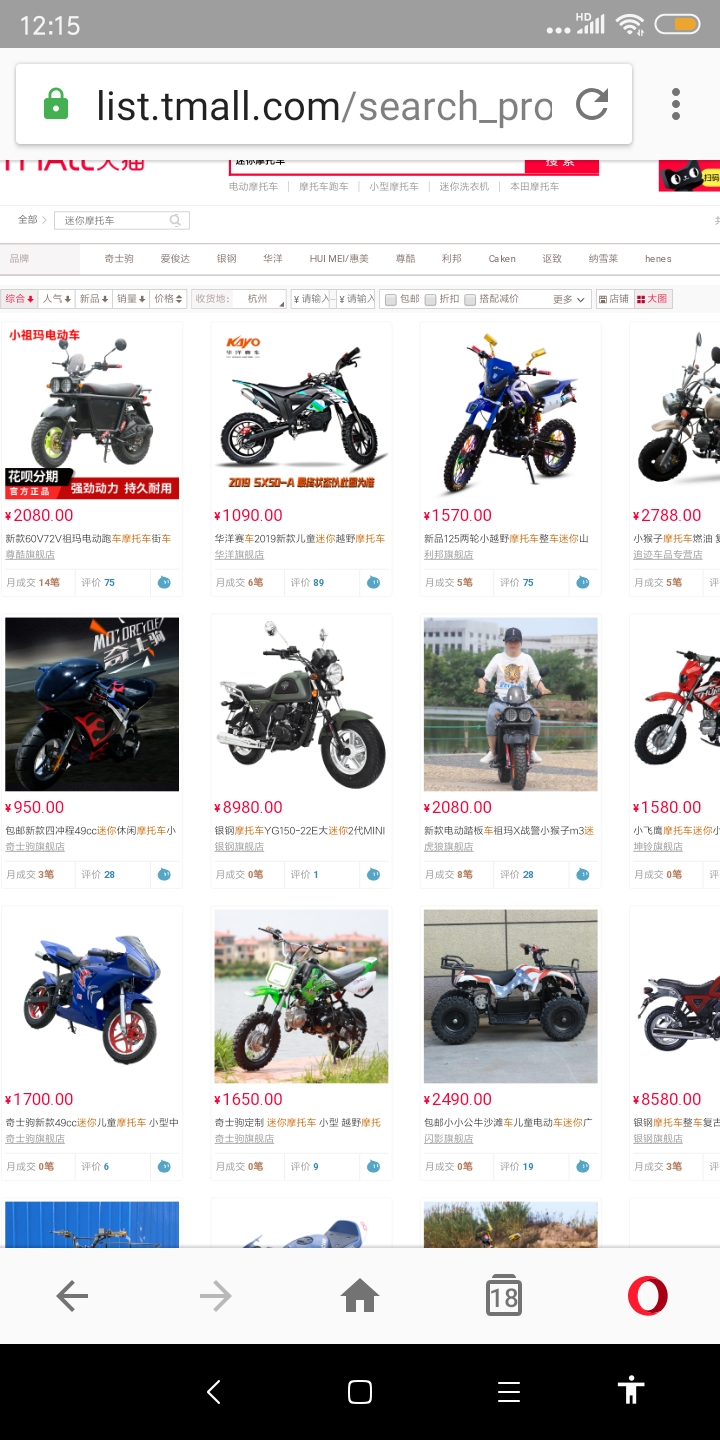 12:15
HD
list.tmall.com/search_pro
天猫
迷你摩托车
搜 索
扫码
电动摩托车 | 摩托车跑车 | 小型摩托车 | 迷你洗衣机 | 本田摩托车
全部 > 迷你摩托车
品牌 奇士驹 爱俊达 银钢 华洋 HUI MEI/惠美 尊酷 利邦 Caken 讴致 纳雪莱 henes
综合 人气 新品 销量 价格 收货地: 杭州 ¥ 请输入 - ¥ 请输入 包邮 折扣 搭配减价 更多 店铺 大图
小祖玛电动车
花呗分期
官方正品
强劲动力 持久耐用
KAYO
华洋赛车
2019 SX50-A 最终状态以此图为准
¥2080.00 ¥1090.00 ¥1570.00 ¥2788.00
新款60V72V祖玛电动跑车摩托车街车 华洋赛车2019新款儿童迷你越野摩托车 新品125两轮小越野摩托车整车迷你山 小猴子摩托车燃油
尊酷旗舰店 华洋旗舰店 利邦旗舰店 追迹车品专营店
月成交 14笔 评价 75 月成交 6笔 评价 89 月成交 5笔 评价 75 月成交 5笔 评
MOTORCYCLE
奇士驹
¥950.00 ¥8980.00 ¥2080.00 ¥1580.00
包邮新款四冲程49cc迷你休闲摩托车小 银钢摩托车YG150-22E大迷你2代MINI 新款电动踏板车祖玛X战警小猴子m3迷 小飞鹰摩托车迷你小
奇士驹旗舰店 银钢旗舰店 虎狼旗舰店 坤铃旗舰店
月成交 3笔 评价 28 月成交 0笔 评价 1 月成交 8笔 评价 28 月成交 0笔 评
¥1700.00 ¥1650.00 ¥2490.00 ¥8580.00
奇士驹新款49cc迷你儿童摩托车 小型中 奇士驹定制 迷你摩托车 小型 越野摩托 包邮小小公牛沙滩车儿童电动车迷你广 银钢摩托车整车复古
奇士驹旗舰店 奇士驹旗舰店 闪影旗舰店 银钢旗舰店
月成交 0笔 评价 6 月成交 0笔 评价 9 月成交 0笔 评价 19 月成交 3笔 评
18